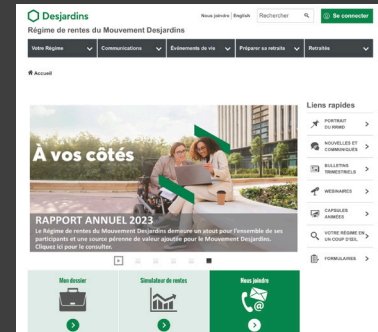 Desjardins
Nous joindre | English
Rechercher
Se connecter
Régime de rentes du Mouvement Desjardins
Votre Régime
Communications
Événements de vie
Préparer sa retraite
Retraités
Accueil
Liens rapides
PORTRAIT
DU RRMD
NOUVELLES ET
COMMUNIQUÉS
BULLETINS
TRIMESTRIELS
WEBINAIRES
CAPSULES
ANIMÉES
VOTRE RÉGIME EN
UN COUP D'ŒIL
FORMULAIRES
À vos côtés
RAPPORT ANNUEL 2023
Le Régime de rentes du Mouvement Desjardins demeure un atout pour l'ensemble de ses
participants et une source pérenne de valeur ajoutée pour le Mouvement Desjardins.
Cliquez ici pour le consulter.
Mon dossier
Simulateur de rentes
Nous joindre